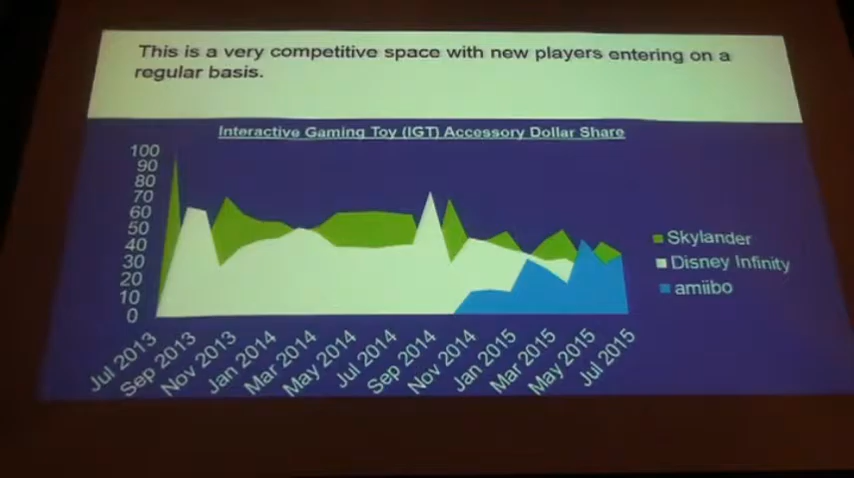 This is a very competitive space with new players entering on a
regular basis.
Interactive Gaming Toy (IGT) Accessory Dollar Share
100
90
80
70
60
50
40
30
20
10
0
Skylander
Disney Infinity
amiibo
Jul 2013
Sep 2013
Nov 2013
Jan 2014
Mar 2014
May 2014
Jul 2014
Sep 2014
Nov 2014
Jan 2015
Mar 2015
May 2015
Jul 2015